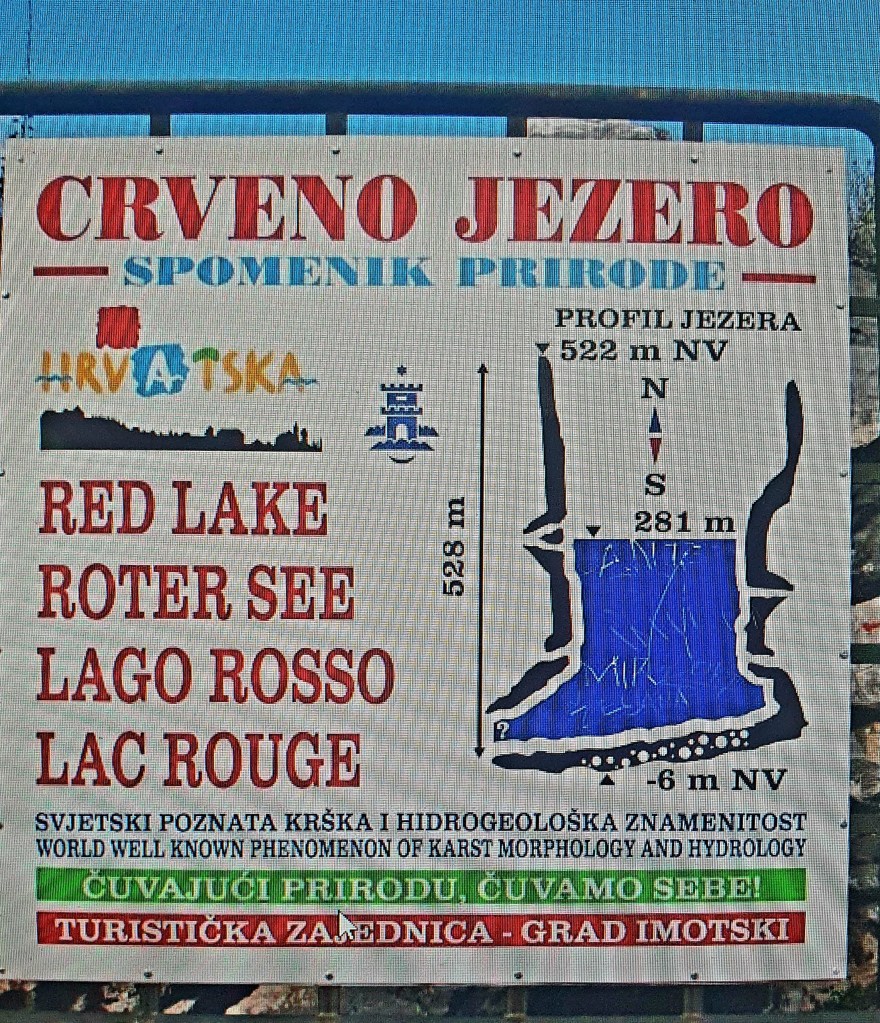 CRVENO JEZERO
SPOMENIK PRIRODE
HRVATSKA
RED LAKE
ROTER SEE
LAGO ROSSO
LAC ROUGE
PROFIL JEZERA
522 m NV
N
S
281 m
528 m
ANTE
MIR
?
-6 m NV
SVJETSKI POZNATA KRŠKA I HIDROGEOLOŠKA ZNAMENITOST
WORLD WELL KNOWN PHENOMENON OF KARST MORPHOLOGY AND HYDROLOGY
ČUVAJUĆI PRIRODU, ČUVAMO SEBE!
TURISTIČKA ZAJEDNICA - GRAD IMOTSKI